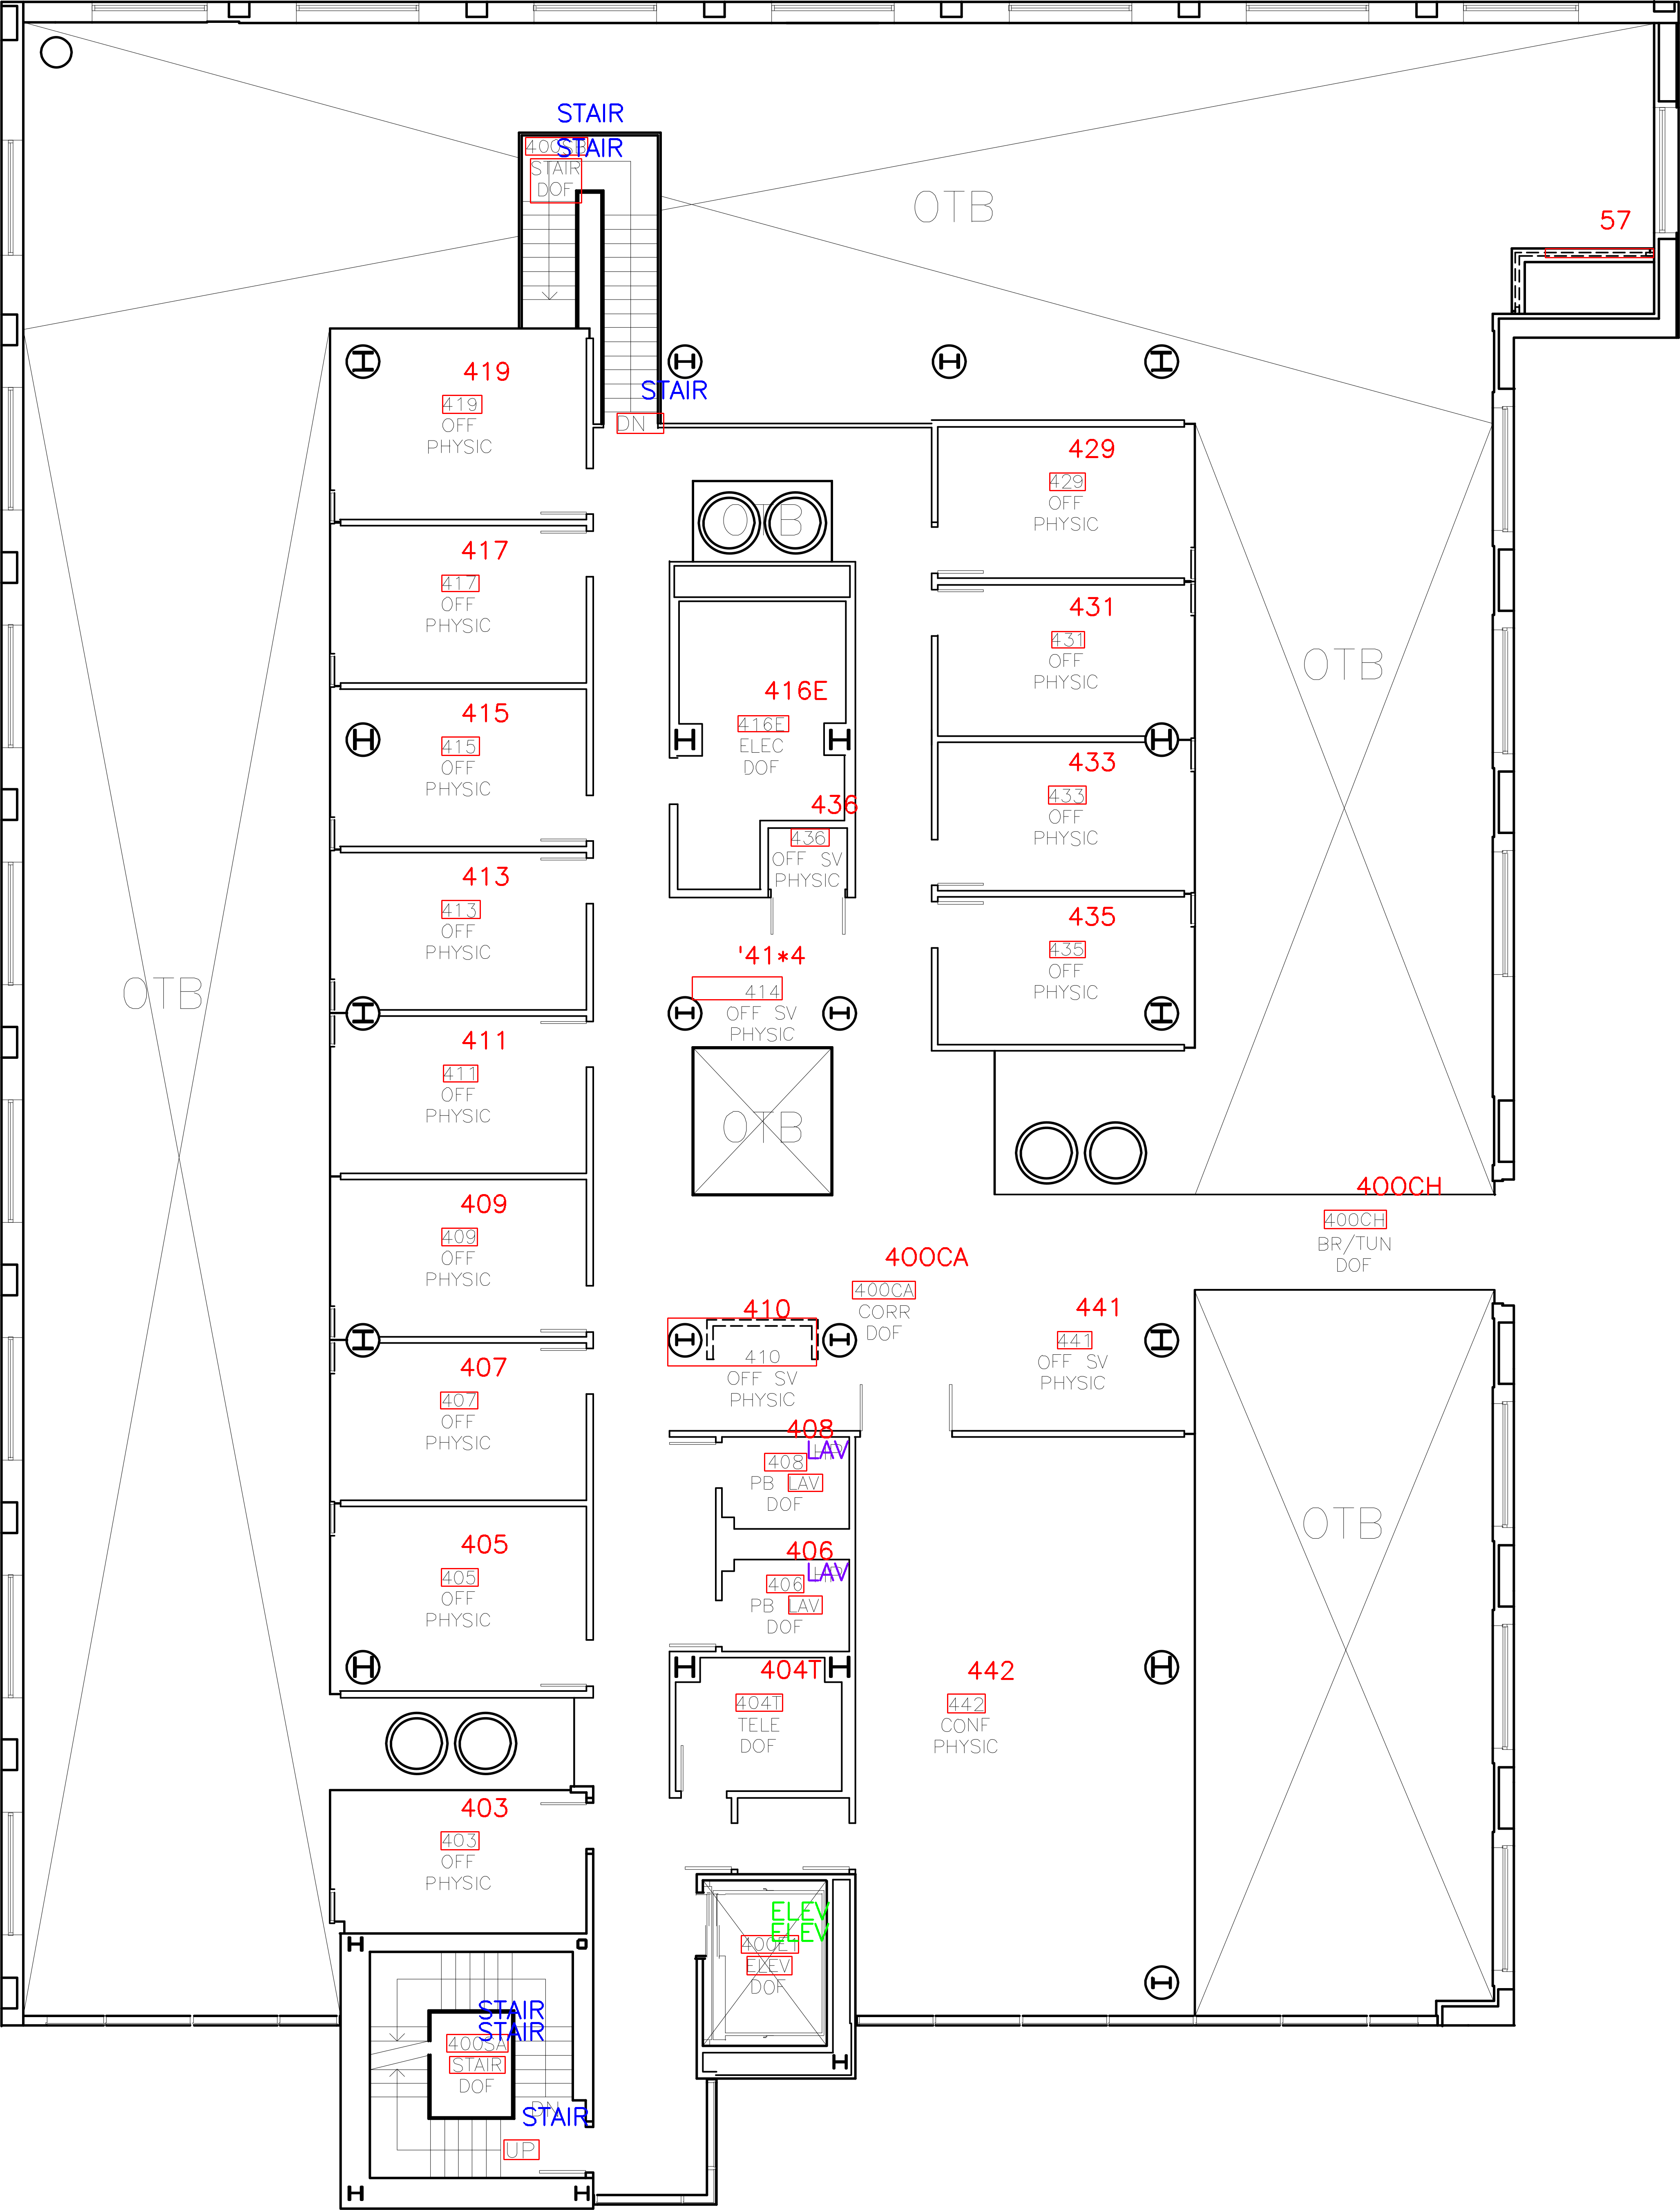 STAIR
STAIR
400SB
STAIR
DOF
OTB
57
STAIR
DN
419
419
OFF
PHYSIC
429
429
OFF
PHYSIC
OTB
417
417
OFF
PHYSIC
431
431
OFF
PHYSIC
OTB
416E
416E
ELEC
DOF
415
415
OFF
PHYSIC
433
433
OFF
PHYSIC
436
436
OFF SV
PHYSIC
413
413
OFF
PHYSIC
435
435
OFF
PHYSIC
'41*4
414
OFF SV
PHYSIC
OTB
411
411
OFF
PHYSIC
OTB
400CH
400CH
BR/TUN
DOF
409
409
OFF
PHYSIC
400CA
400CA
CORR
DOF
410
410
OFF SV
PHYSIC
441
441
OFF SV
PHYSIC
407
407
OFF
PHYSIC
408
LAV
408
PB LAV
DOF
OTB
405
405
OFF
PHYSIC
406
LAV
406
PB LAV
DOF
404T
404T
TELE
DOF
442
442
CONF
PHYSIC
403
403
OFF
PHYSIC
ELEV
ELEV
400ET
ELEV
DOF
STAIR
STAIR
400SA
STAIR
DOF
DN
STAIR
UP